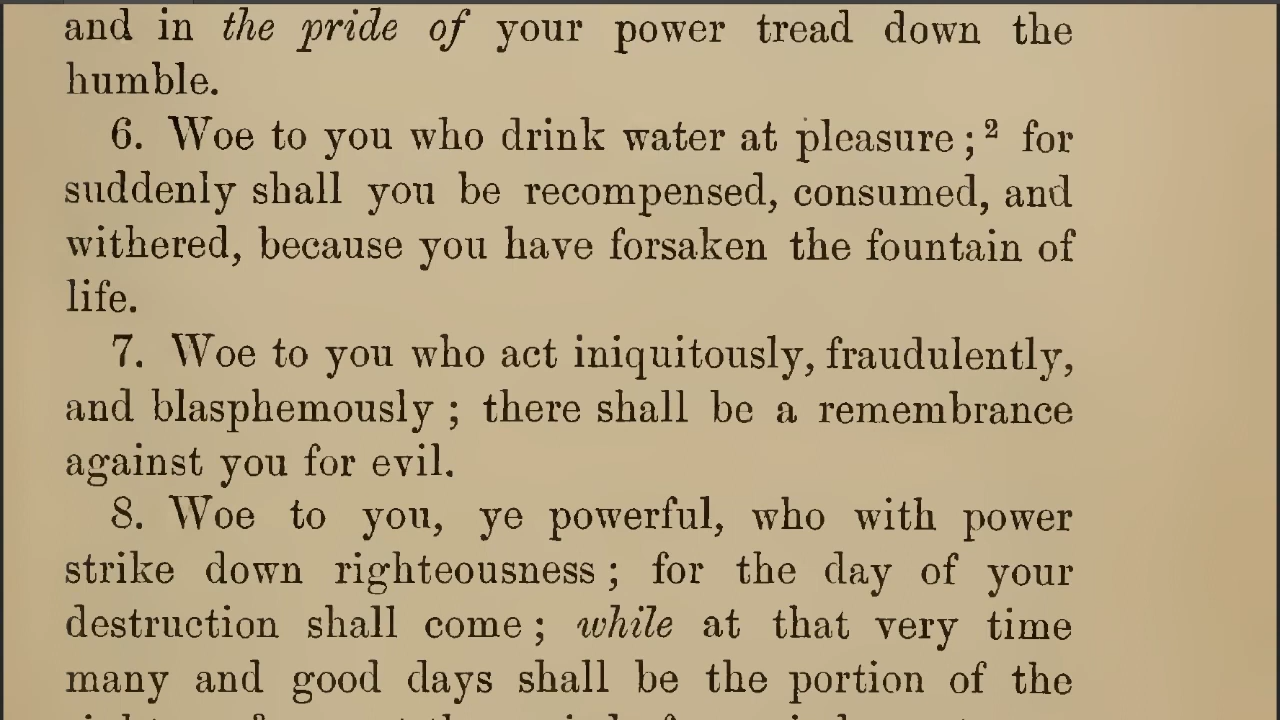 and in the pride of your power tread down the
humble.
6. Woe to you who drink water at pleasure ;² for
suddenly shall you be recompensed, consumed, and
withered, because you have forsaken the fountain of
life.
7. Woe to you who act iniquitously, fraudulently,
and blasphemously ; there shall be a remembrance
against you for evil.
8. Woe to you, ye powerful, who with power
strike down righteousness ; for the day of your
destruction shall come ; while at that very time
many and good days shall be the portion of the